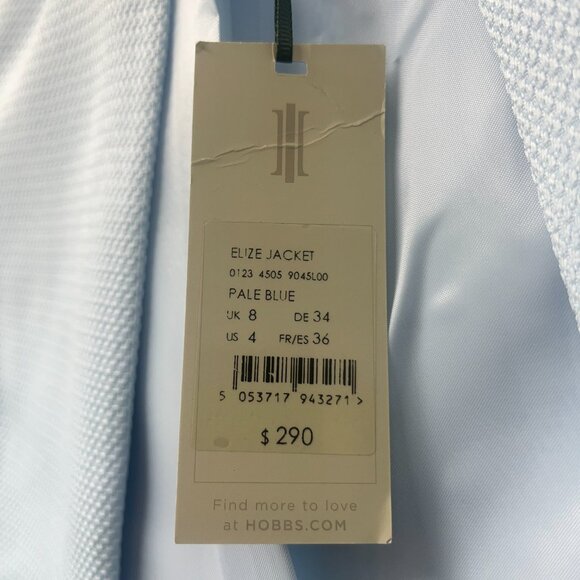 ELIZE JACKET
0123 4505 9045L00
PALE BLUE
UK 8 DE 34
US 4 FR/ES 36
5 053717 943271 >
$ 290
Find more to love
at HOBBS.COM